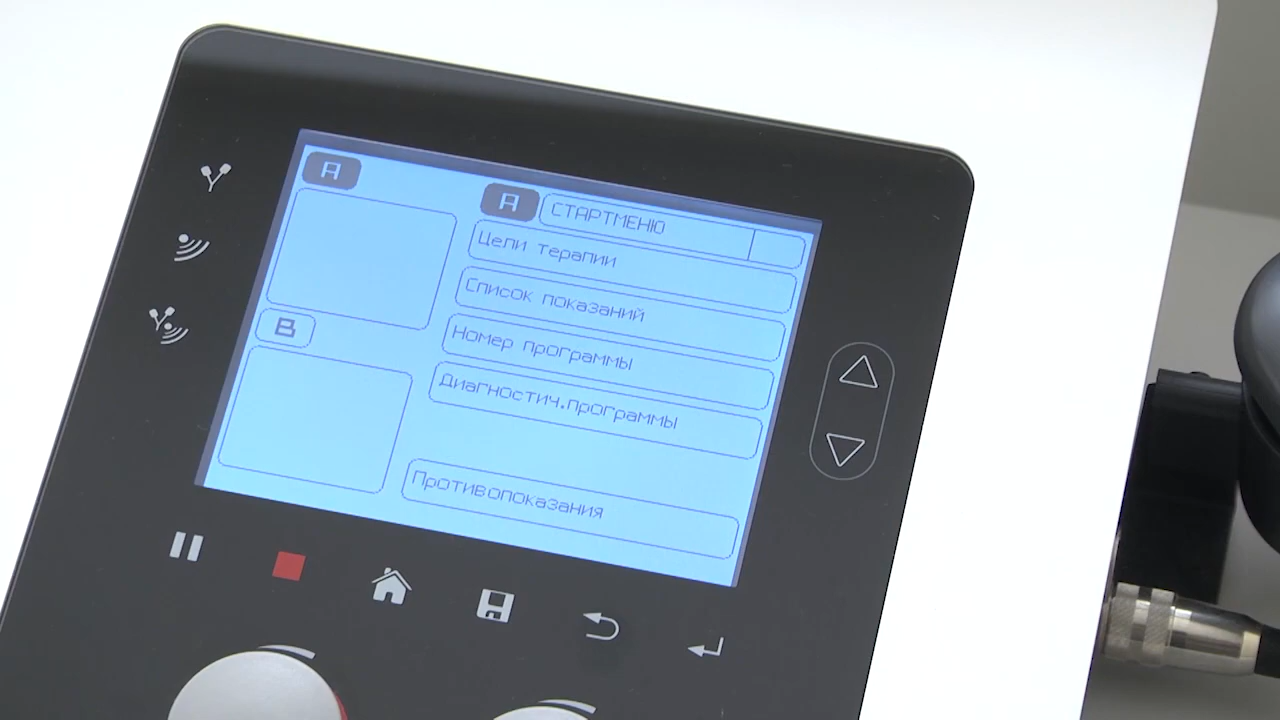 A
A
СТАРТМЕНЮ
Цели терапии
Список показаний
Номер программы
B
Диагностич.программы
Противопоказания